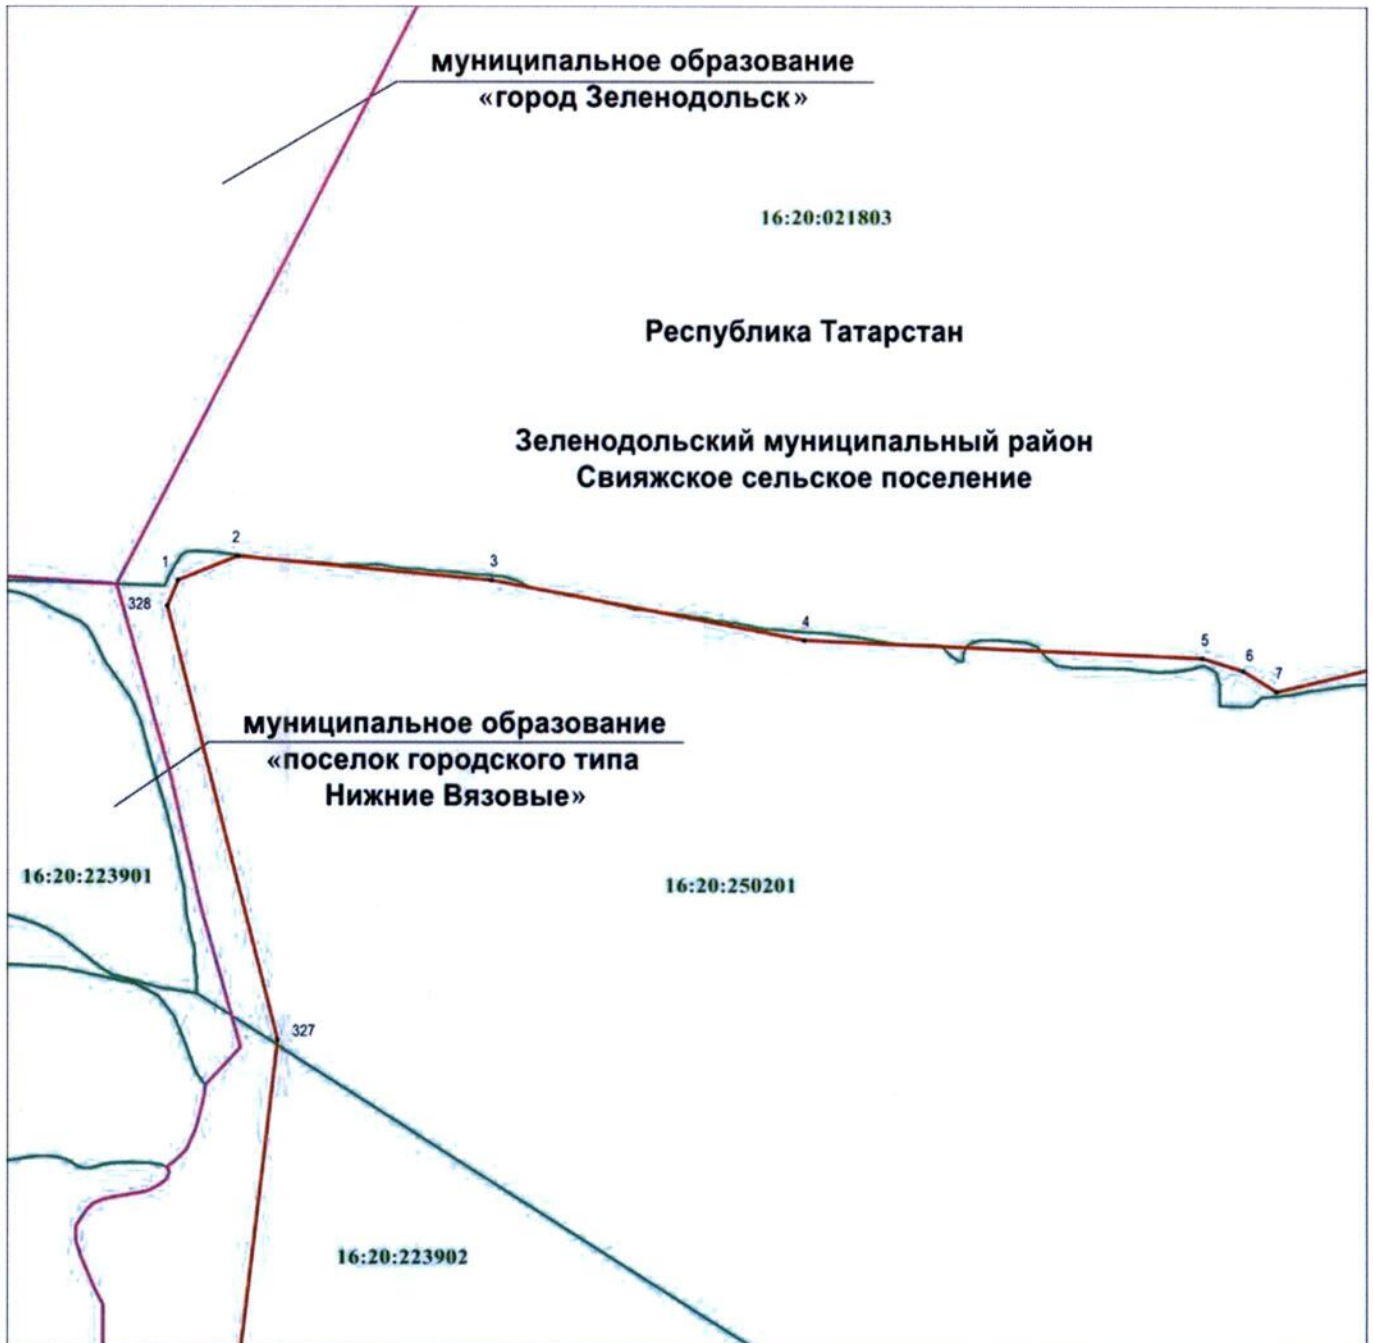 муниципальное образование
«город Зеленодольск»
16:20:021803
Республика Татарстан
Зеленодольский муниципальный район
Свияжское сельское поселение
2
1
3
328
4
5
6
7
муниципальное образование
«поселок городского типа
Нижние Вязовые»
16:20:223901
16:20:250201
327
16:20:223902